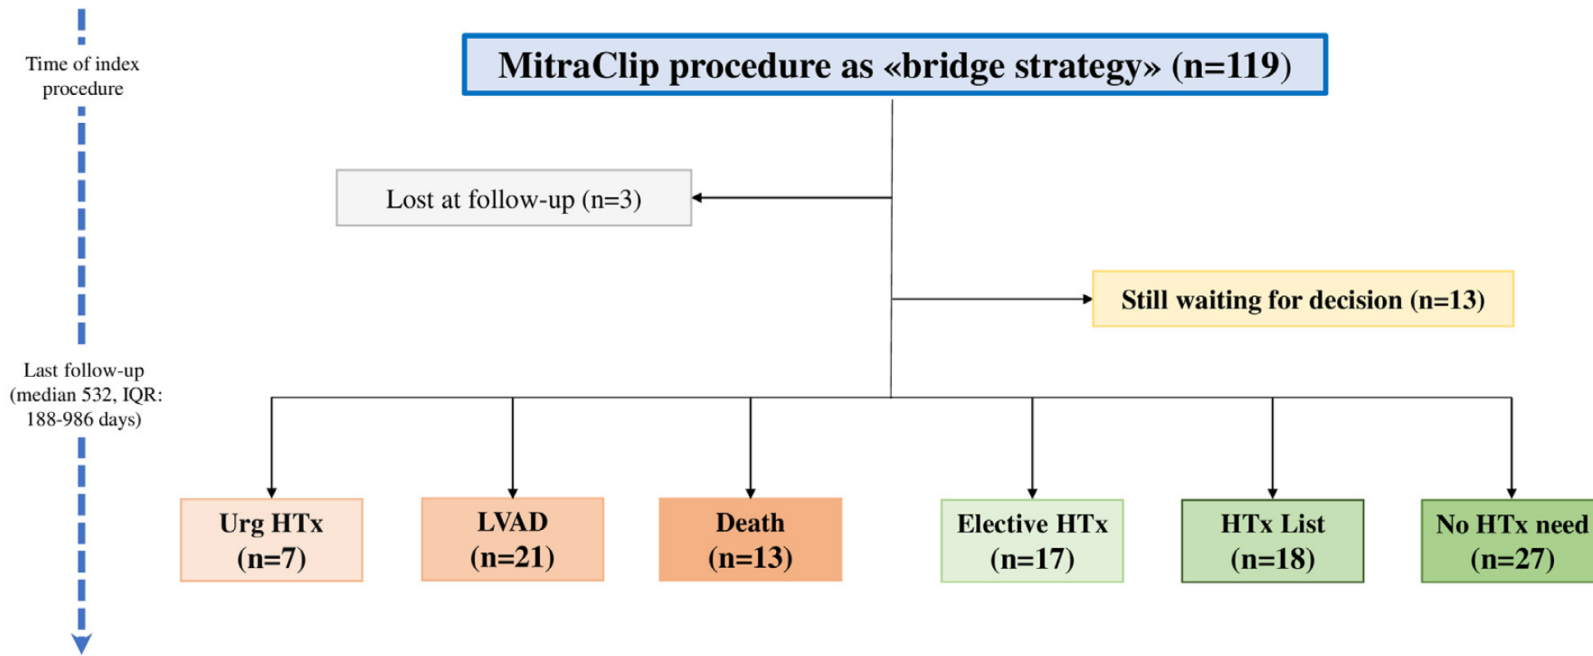 Time of index
procedure
MitraClip procedure as «bridge strategy» (n=119)
Lost at follow-up (n=3)
Still waiting for decision (n=13)
Last follow-up
(median 532, IQR:
188-986 days)
Urg HTx
(n=7)
LVAD
(n=21)
Death
(n=13)
Elective HTx
(n=17)
HTx List
(n=18)
No HTx need
(n=27)